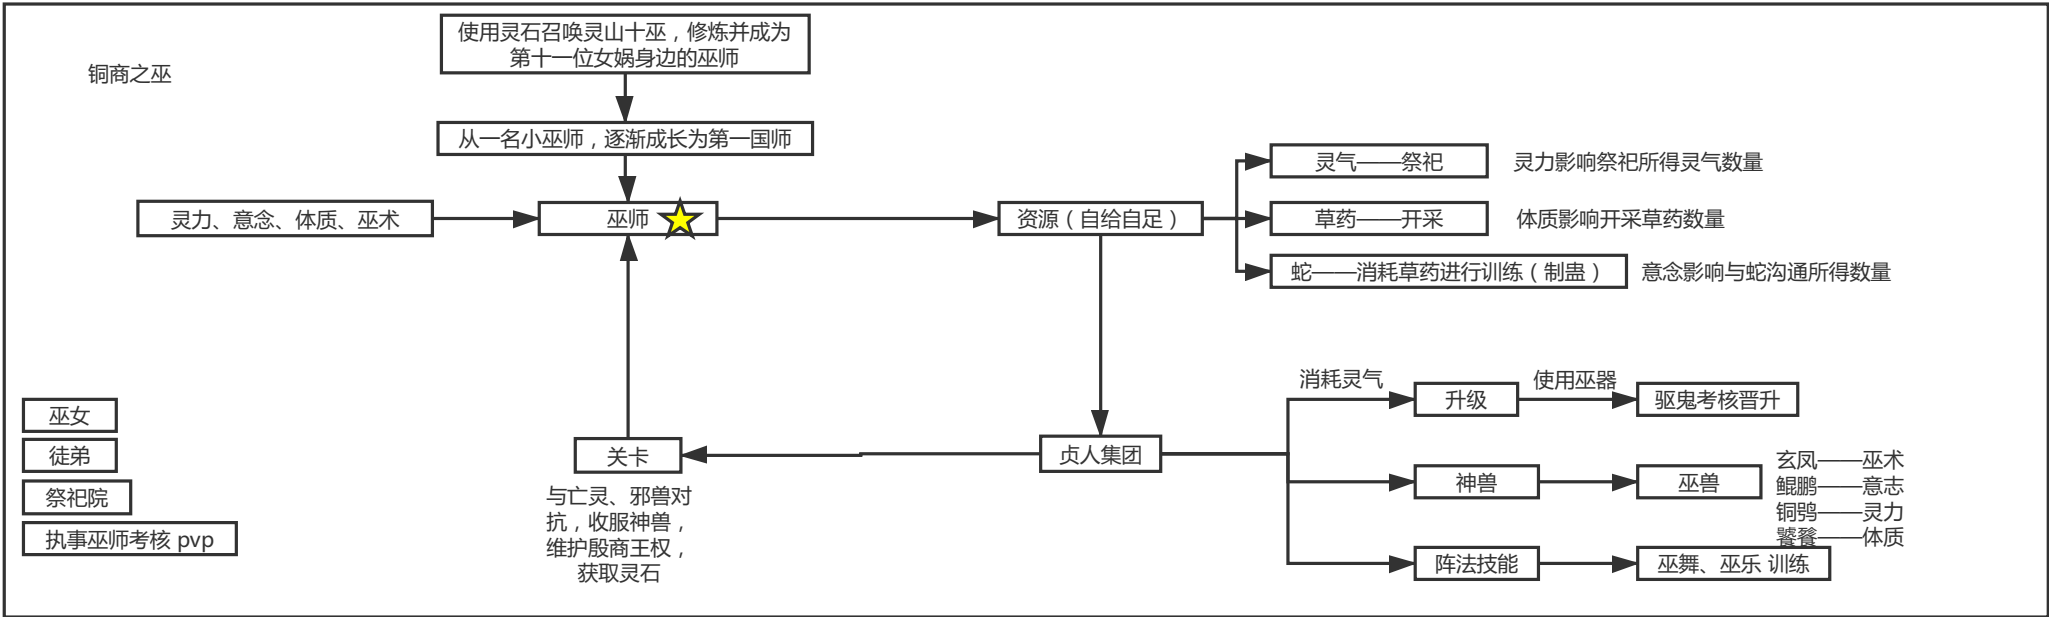 使用灵石召唤灵山十巫，修炼并成为
第十一位女娲身边的巫师
铜商之巫
从一名小巫师，逐渐成长为第一国师
灵气——祭祀
灵力影响祭祀所得灵气数量
灵力、意念、体质、巫术
巫师
资源（自给自足）
草药——开采
体质影响开采草药数量
蛇——消耗草药进行训练（制蛊）
意念影响与蛇沟通所得数量
消耗灵气
使用巫器
升级
驱鬼考核晋升
巫女
徒弟
祭祀院
执事巫师考核 pvp
关卡
贞人集团
与亡灵、邪兽对
抗，收服神兽，
维护殷商王权，
获取灵石
神兽
巫兽
玄凤——巫术
鲲鹏——意志
铜鸮——灵力
饕餮——体质
阵法技能
巫舞、巫乐 训练